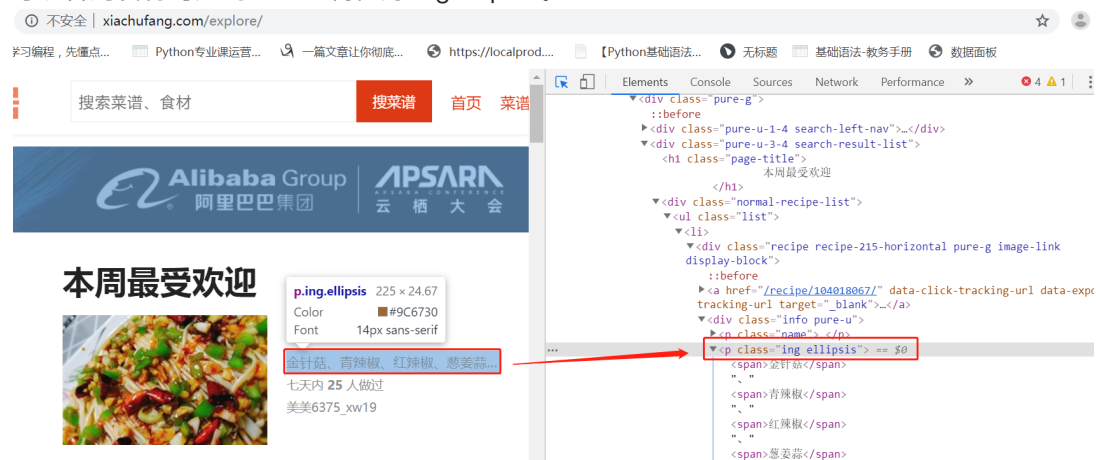 不安全 | xiachufang.com/explore/
学习编程，先懂点... Python专业课运营... 一篇文章让你彻底... https://localprod.... 【Python基础语法... 无标题 基础语法-教务手册 数据面板
Elements Console Sources Network Performance » 4 1
搜索菜谱、食材 搜菜谱 首页 菜谱
Alibaba Group
阿里巴巴集团
APSARA
APSARA CONFERENCE
云栖大会
本周最受欢迎
p.ing.ellipsis 225 × 24.67
Color #9C6730
Font 14px sans-serif
金针菇、青辣椒、红辣椒、葱姜蒜...
七天内 25 人做过
美美6375_xw19
▼<div class="pure-g">
::before
▶<div class="pure-u-1-4 search-left-nav">…</div>
▼<div class="pure-u-3-4 search-result-list">
<h1 class="page-title">
本周最受欢迎
</h1>
▼<div class="normal-recipe-list">
▼<ul class="list">
▼<li>
▼<div class="recipe recipe-215-horizontal pure-g image-link
display-block">
::before
▶<a href="/recipe/104018067/" data-click-tracking-url data-expo
tracking-url target="_blank">…</a>
▼<div class="info pure-u">
▶<p class="name">…</p>
▼<p class="ing ellipsis"> == $0
<span>金针菇</span>
"、"
<span>青辣椒</span>
"、"
<span>红辣椒</span>
"、"
<span>葱姜蒜</span>